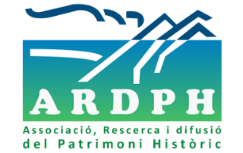 ARDPH
Associació, Rescerca i difusió
del Patrimoni Històric